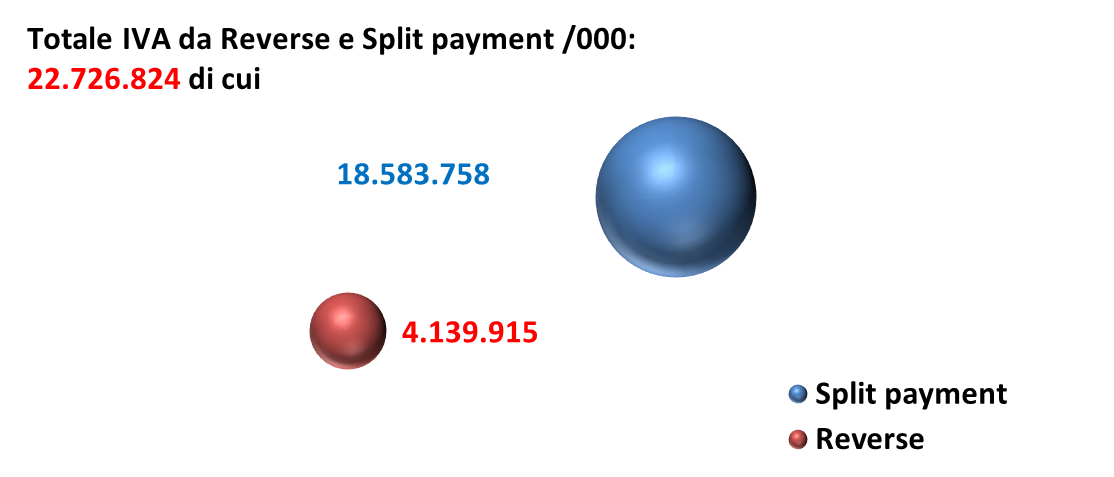 Totale IVA da Reverse e Split payment /000:
22.726.824 di cui
18.583.758
4.139.915
Split payment
Reverse